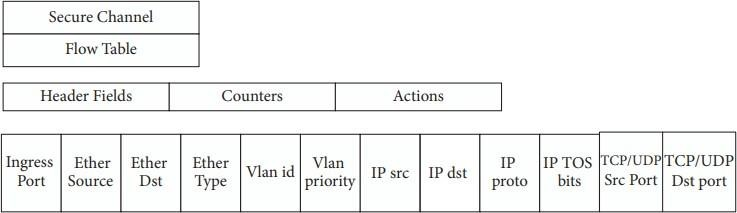 Secure Channel
Flow Table
Header Fields Counters Actions
Ingress
Port
Ether
Source
Ether
Dst
Ether
Type
Vlan id
Vlan
priority
IP src
IP dst
IP
proto
IP TOS
bits
TCP/UDP
Src Port
TCP/UDP
Dst port